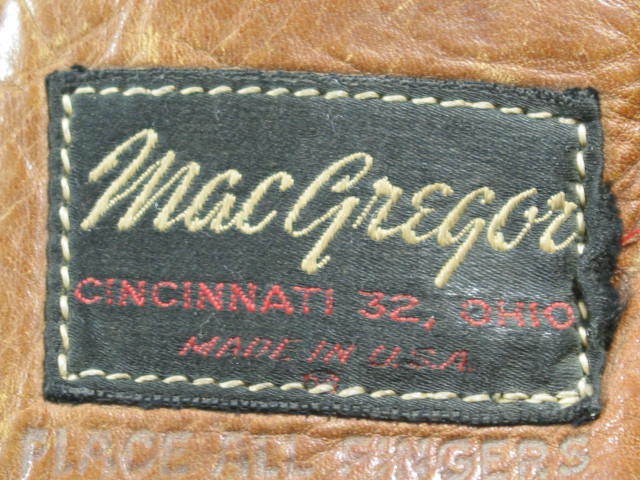 MacGregor
CINCINNATI 32, OHIO
MADE IN U.S.A.
PLACE ALL FINGERS